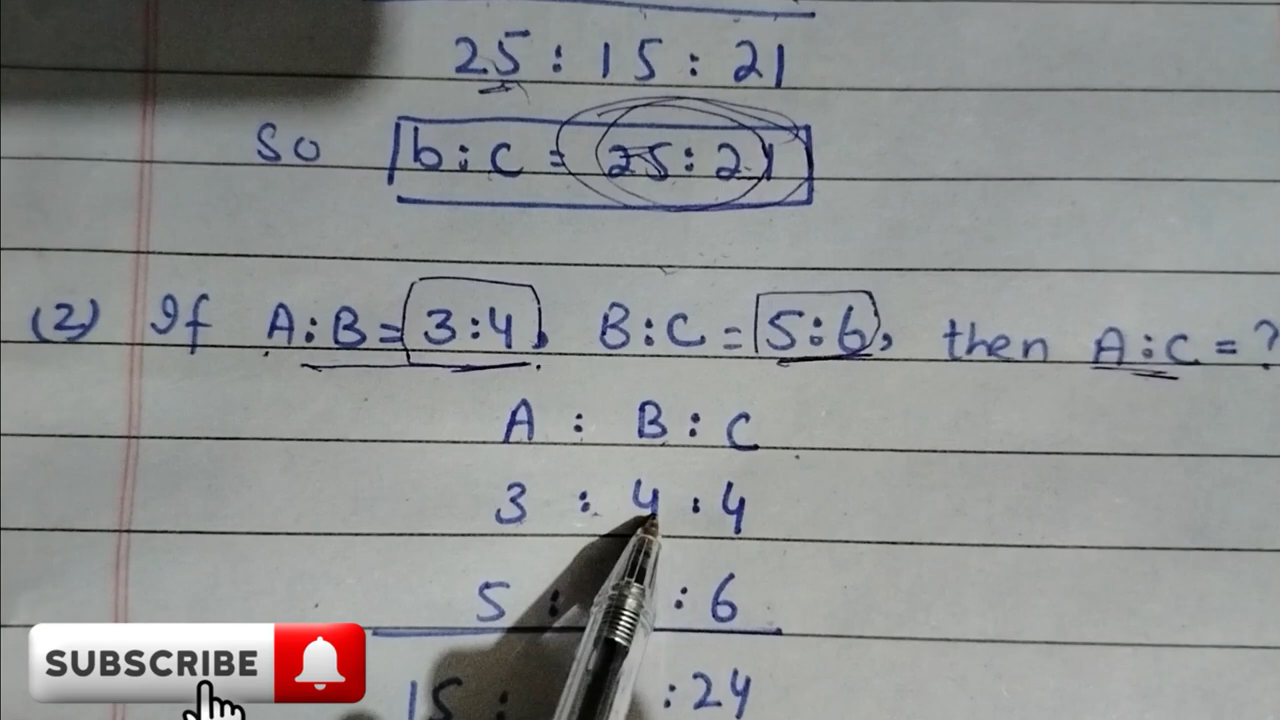 25 : 15 : 21
So b:c = 25:21
(2) If A:B = 3:4, B:C = 5:6, then A:C = ?
A : B : C
3 : 4 : 4
5 : : 6
15 : : 24
SUBSCRIBE